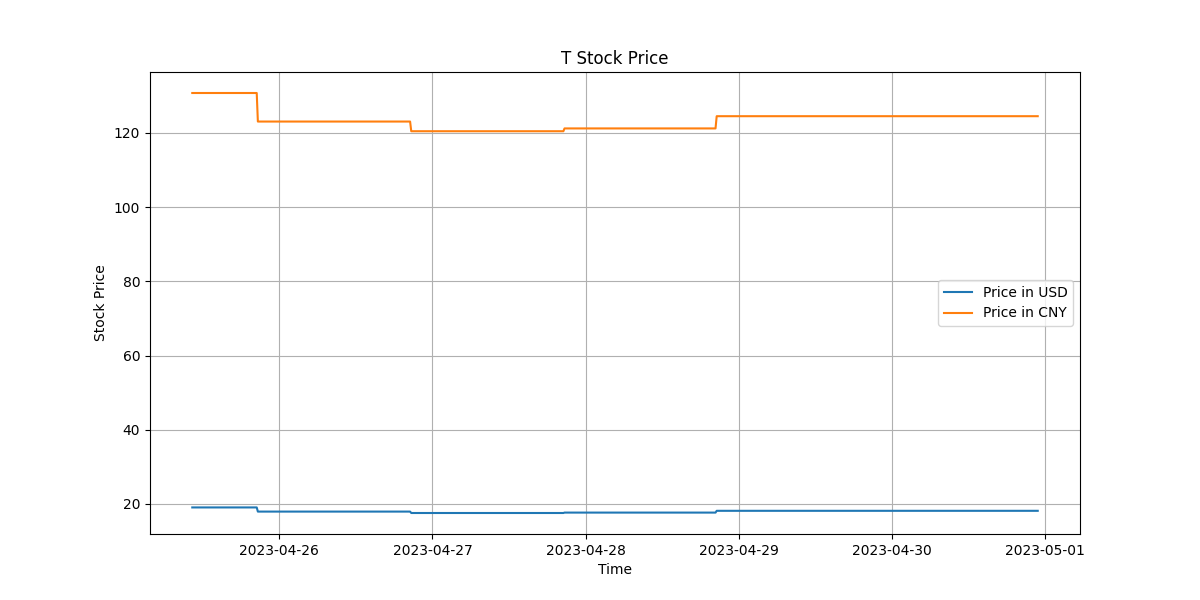 T Stock Price
Stock Price
120
100
80
60
40
20
Price in USD
Price in CNY
2023-04-26
2023-04-27
2023-04-28
2023-04-29
2023-04-30
2023-05-01
Time